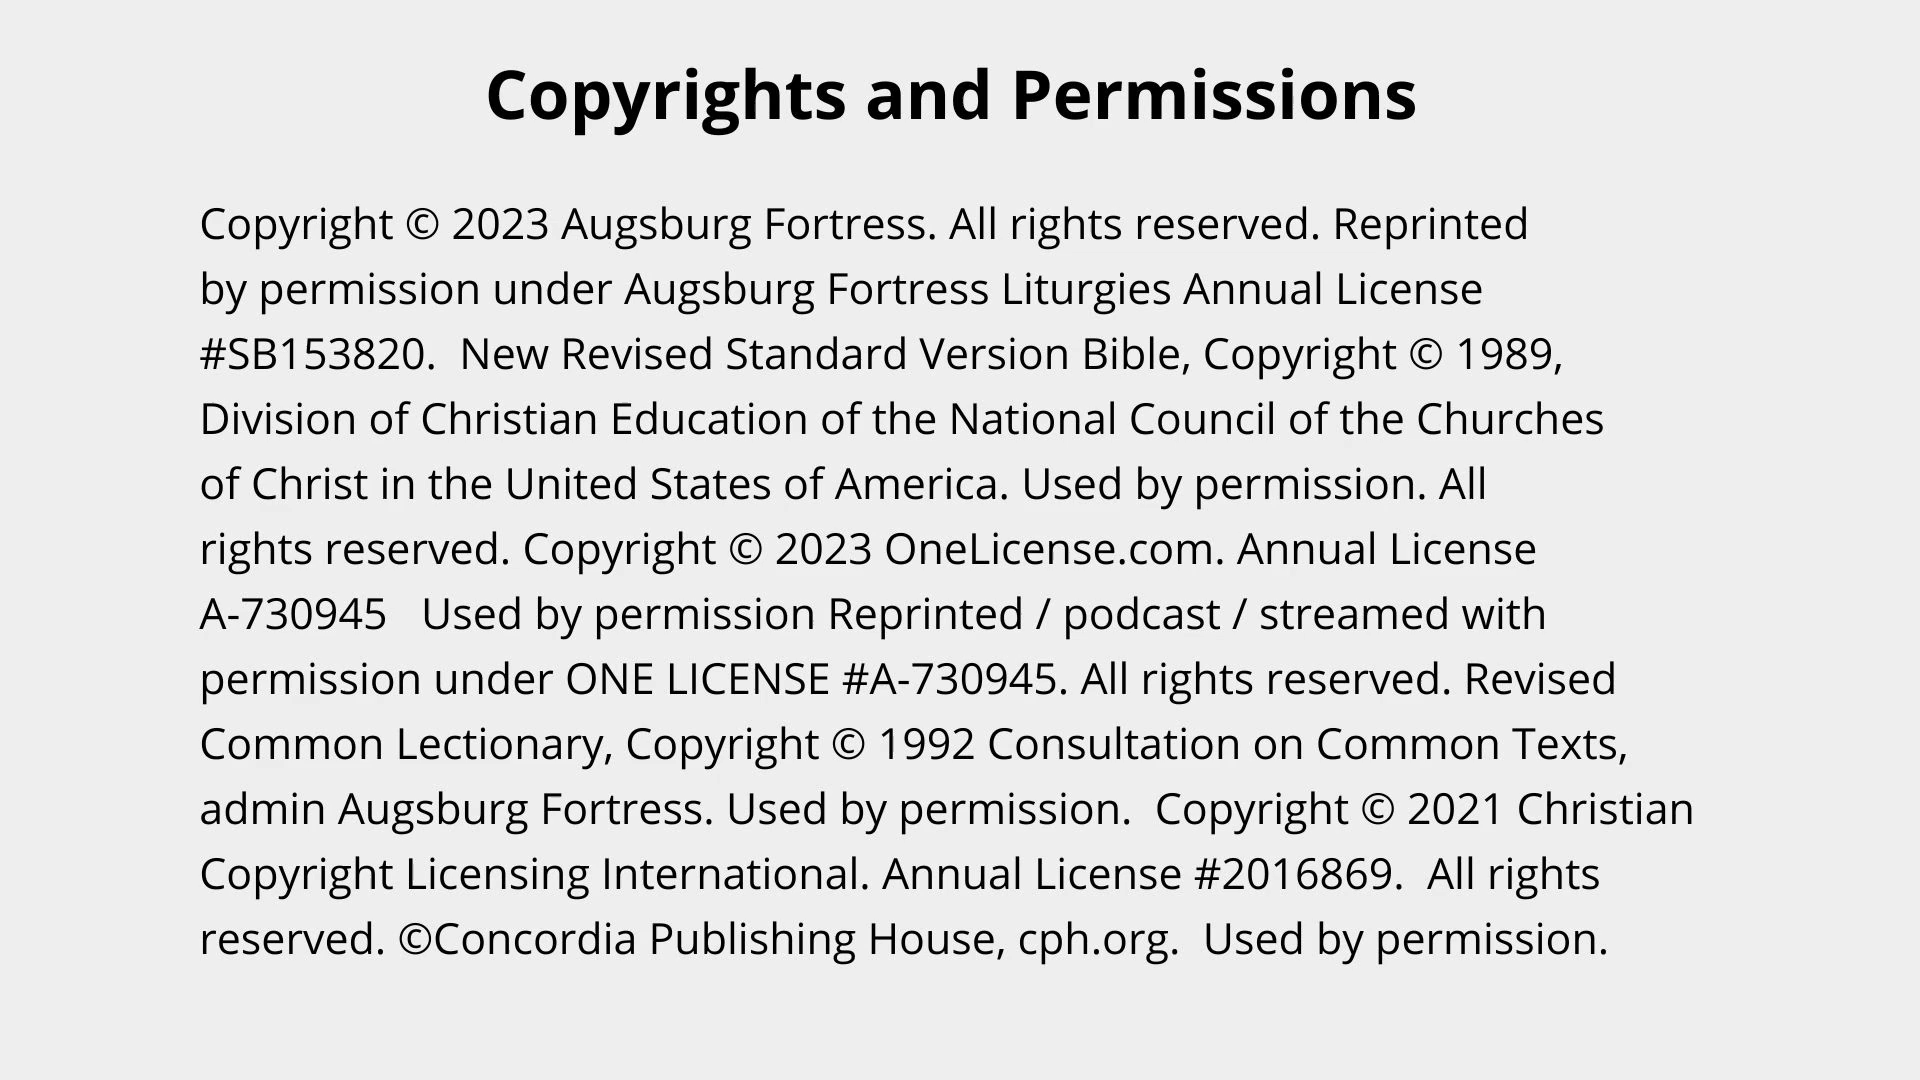 Copyrights and Permissions
Copyright © 2023 Augsburg Fortress. All rights reserved. Reprinted
by permission under Augsburg Fortress Liturgies Annual License
#SB153820.  New Revised Standard Version Bible, Copyright © 1989,
Division of Christian Education of the National Council of the Churches
of Christ in the United States of America. Used by permission. All
rights reserved. Copyright © 2023 OneLicense.com. Annual License
A-730945   Used by permission Reprinted / podcast / streamed with
permission under ONE LICENSE #A-730945. All rights reserved. Revised
Common Lectionary, Copyright © 1992 Consultation on Common Texts,
admin Augsburg Fortress. Used by permission.  Copyright © 2021 Christian
Copyright Licensing International. Annual License #2016869.  All rights
reserved. ©Concordia Publishing House, cph.org.  Used by permission.